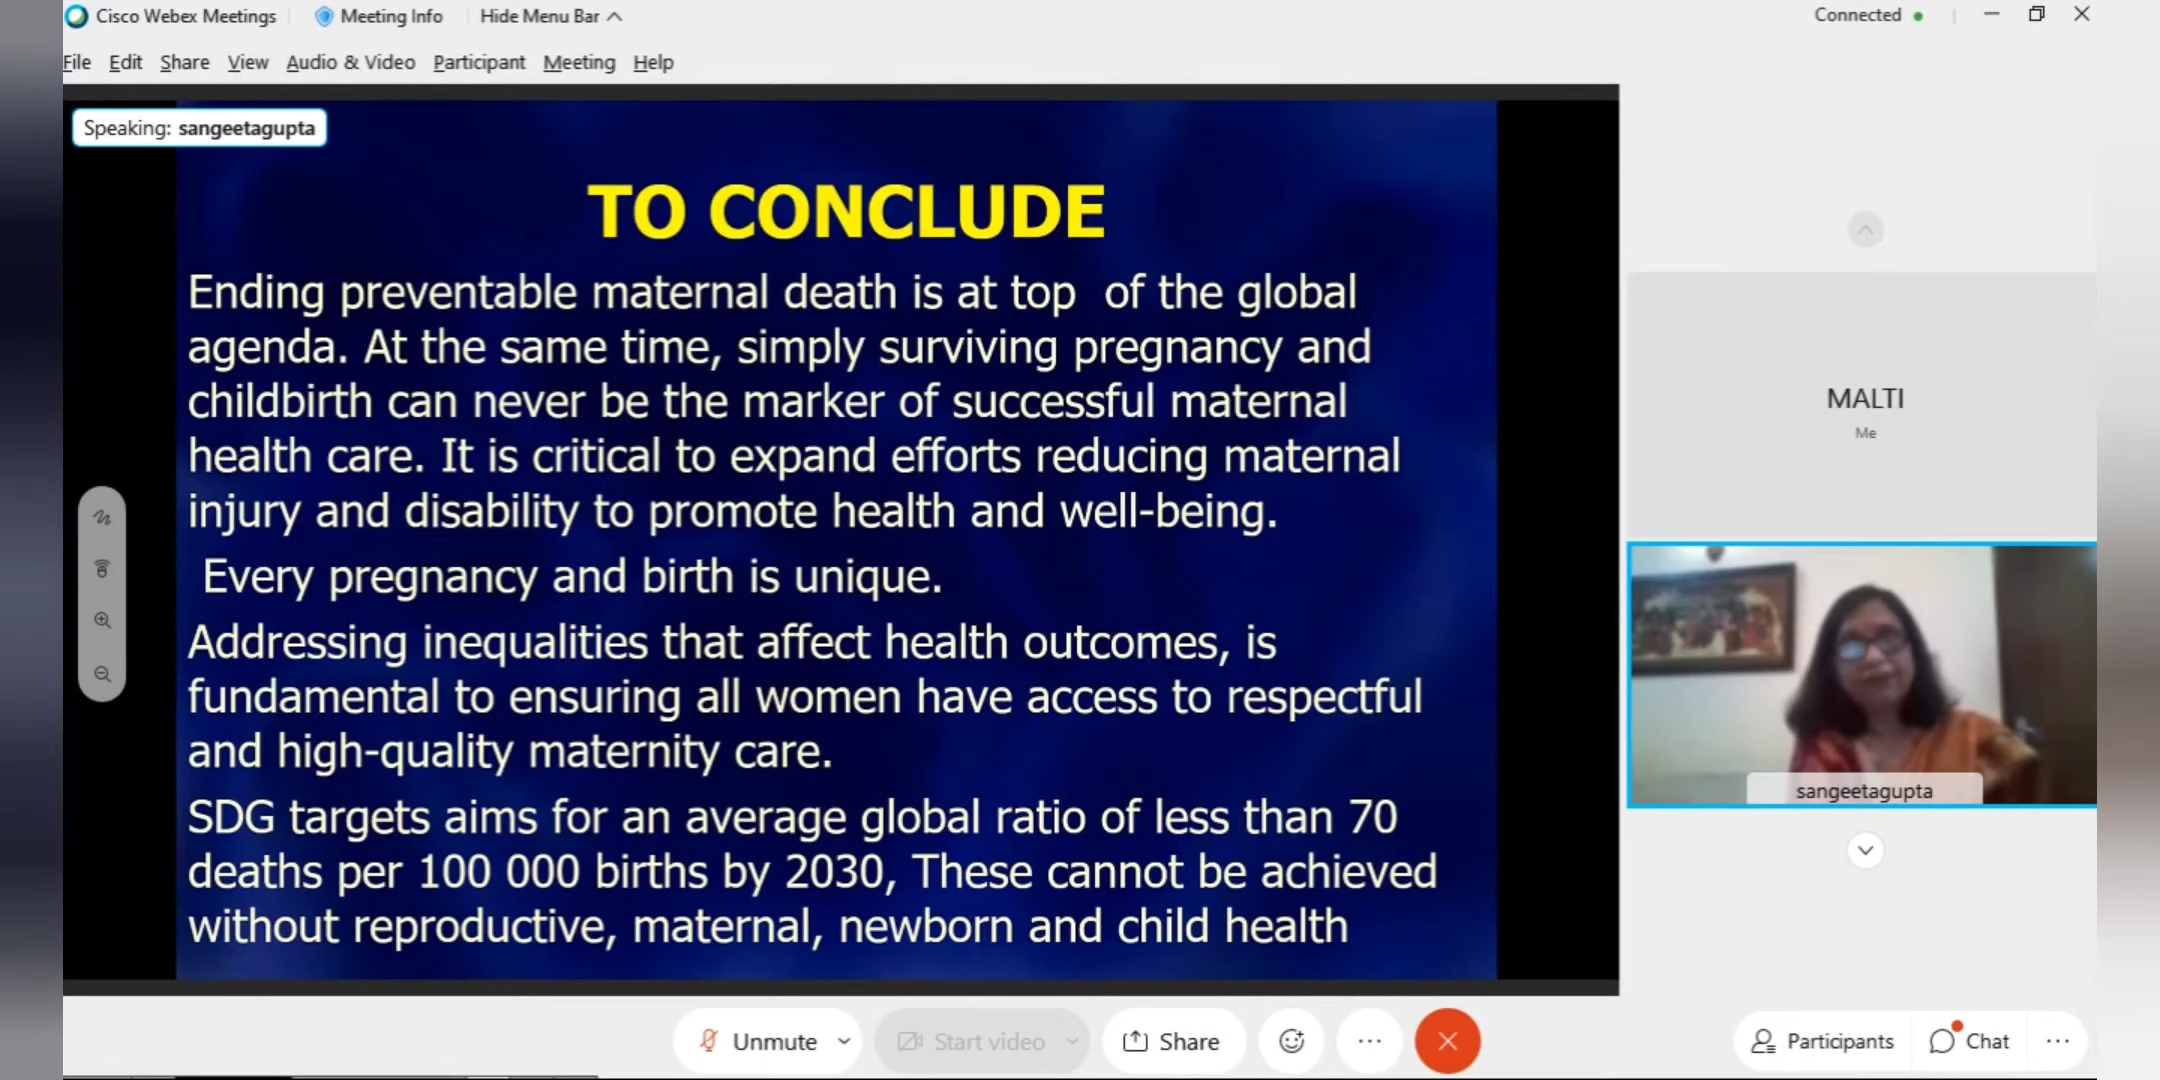 Cisco Webex Meetings
Meeting Info
Hide Menu Bar
Connected
File Edit Share View Audio & Video Participant Meeting Help
Speaking: sangeetagupta
TO CONCLUDE
Ending preventable maternal death is at top of the global
agenda. At the same time, simply surviving pregnancy and
childbirth can never be the marker of successful maternal
health care. It is critical to expand efforts reducing maternal
injury and disability to promote health and well-being.
Every pregnancy and birth is unique.
Addressing inequalities that affect health outcomes, is
fundamental to ensuring all women have access to respectful
and high-quality maternity care.
SDG targets aims for an average global ratio of less than 70
deaths per 100 000 births by 2030, These cannot be achieved
without reproductive, maternal, newborn and child health
MALTI
Me
sangeetagupta
Unmute
Start video
Share
Participants
Chat